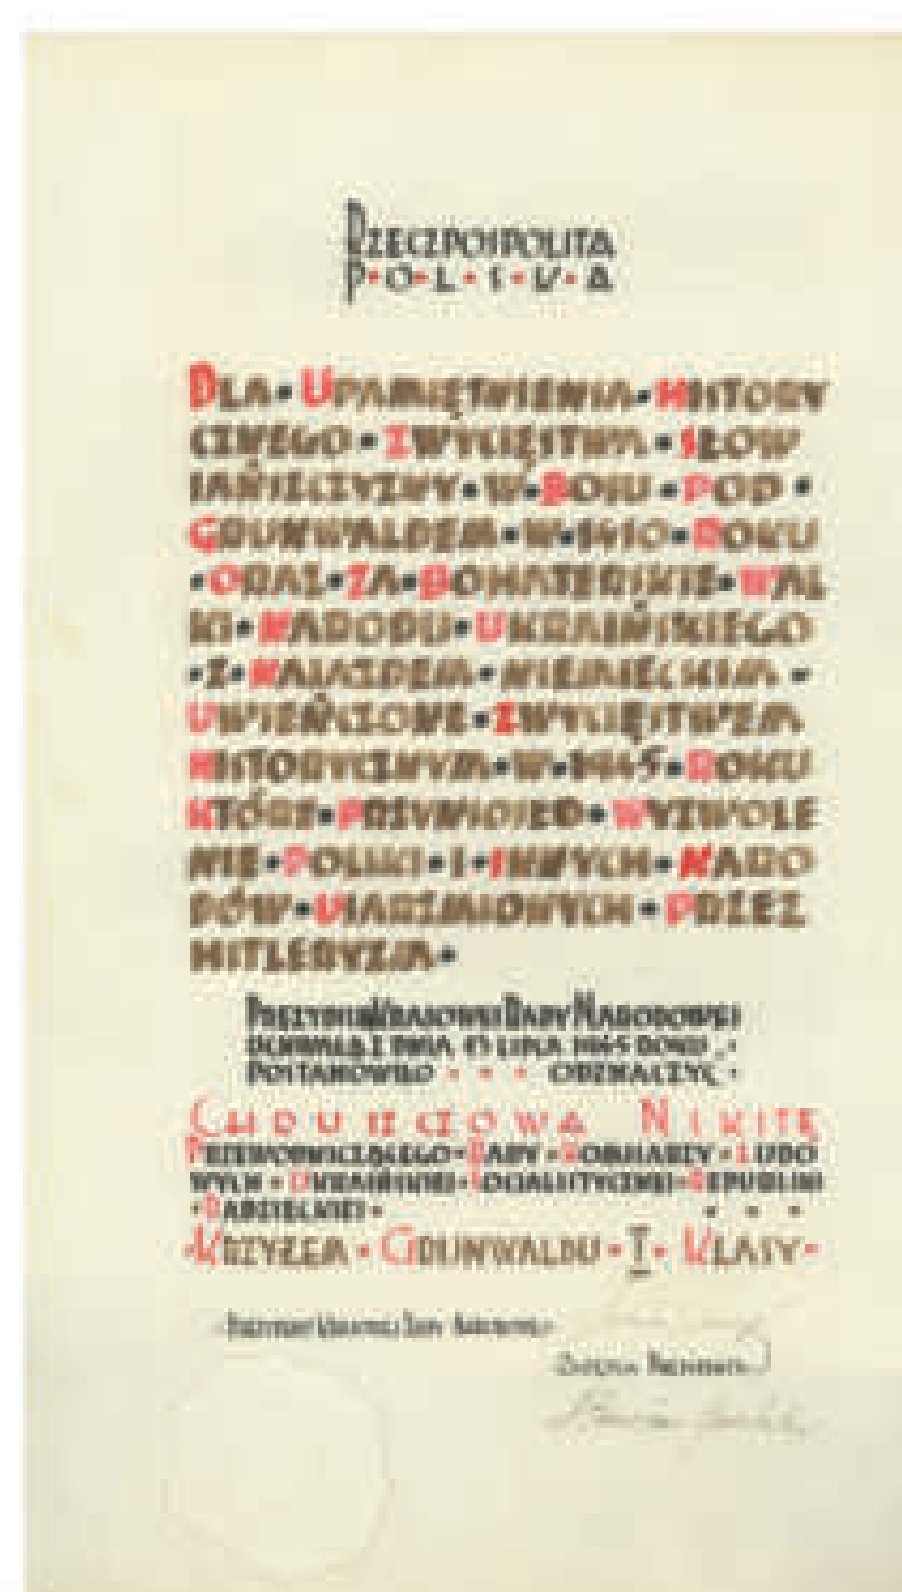 RZECZPOSPOLITA
P•O•L•S•K•A
DLA•UPAMIĘTNIENIA•HISTORY
CZNEGO•ZWYCIĘSTWA•SŁOW
IAŃSZCZYZNY•W•BOJU•POD•
GRUNWALDEM•W•1410•ROKU
•ORAZ•ZA•BOHATERSKIE•WAL
KI•NARODU•UKRAIŃSKIEGO
•Z•NAJAZDEM•NIEMIECKIM•
UWIEŃCZONE•ZWYCIĘSTWEM
HISTORYCZNYM•W•1945•ROKU
KTÓRE•PRZYNIOSŁO•WYZWOLE
NIE•POLSKI•I•INNYCH•NARO
DÓW•UJARZMIONYCH•PRZEZ
HITLERYZM•
PREZYDIUM KRAJOWEJ RADY NARODOWEJ
UCHWAŁĄ Z DNIA 15 LIPCA 1945 ROKU •
POSTANOWIŁO • • • ODZNACZYĆ •
CHRUSZCZOWA NIKITĘ
PRZEWODNICZĄCEGO•RADY•KOMISARZY•LUDO
WYCH•UKRAIŃSKIEJ•SOCJALISTYCZNEJ•REPUBLIKI
•RADZIECKIEJ• • • •
•KRZYŻEM•GRUNWALDU•I•KLASY•
•PREZYDENT KRAJOWEJ RADY NARODOWEJ•